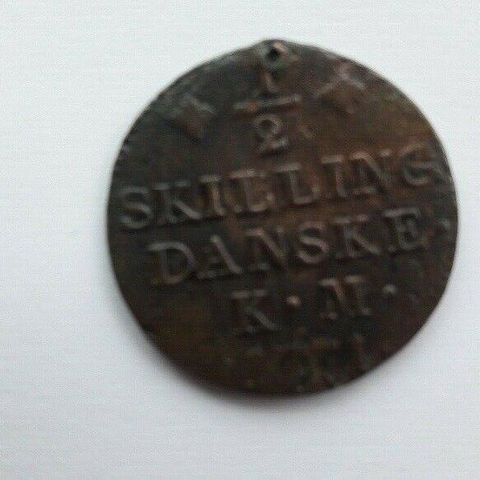 1/2
SKILLING
DANSKE·
K·M·